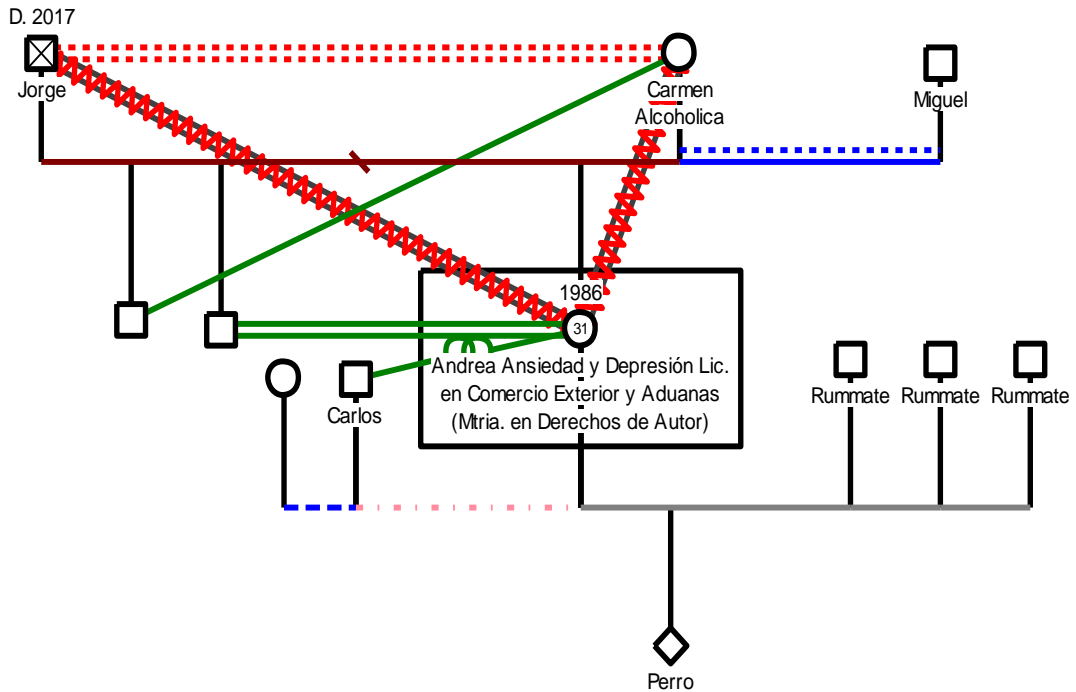 D. 2017
Jorge
Carmen
Alcoholica
Miguel
1986
31
Andrea Ansiedad y Depresión Lic.
en Comercio Exterior y Aduanas
(Mtria. en Derechos de Autor)
Carlos
Rummate
Rummate
Rummate
Perro